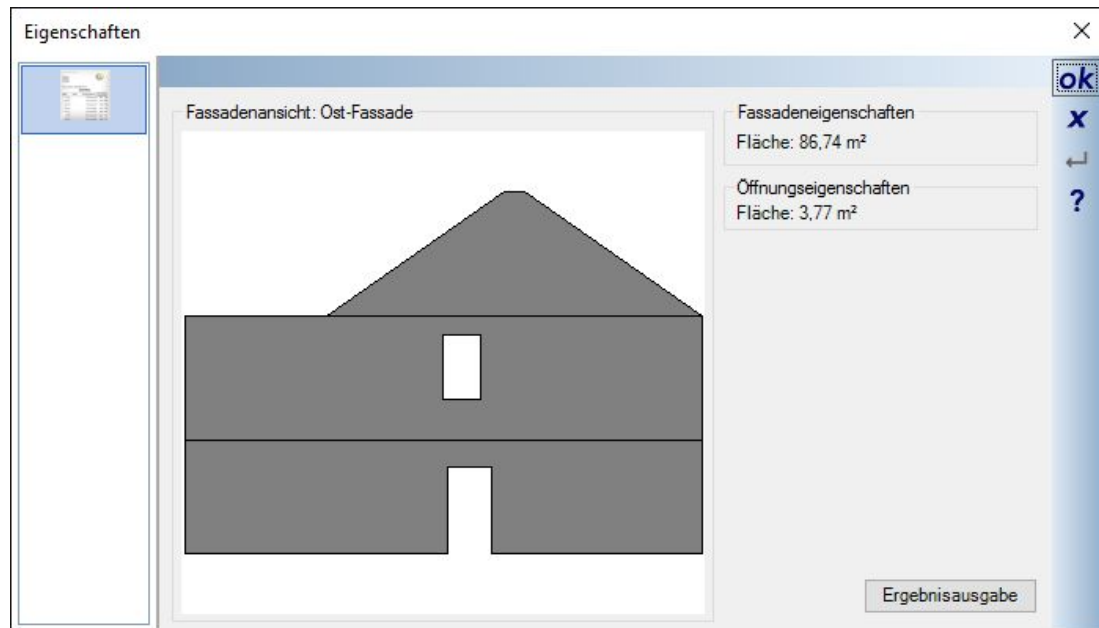 Eigenschaften
Fassadenansicht: Ost-Fassade
Fassadeneigenschaften
Fläche: 86,74 m²
Öffnungseigenschaften
Fläche: 3,77 m²
Ergebnisausgabe
ok
x
?